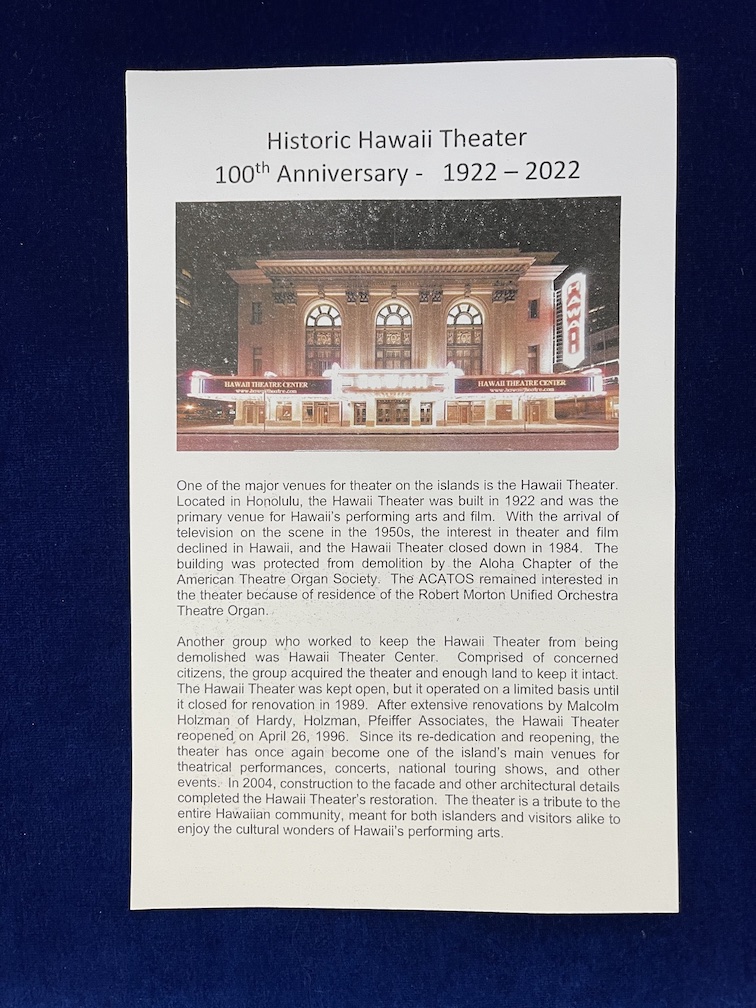 Historic Hawaii Theater
100th Anniversary - 1922 – 2022
HAWAII
HAWAII THEATRE CENTER
www.hawaiitheatre.com
HAWAII THEATRE CENTER
www.hawaiitheatre.com
One of the major venues for theater on the islands is the Hawaii Theater.
Located in Honolulu, the Hawaii Theater was built in 1922 and was the
primary venue for Hawaii's performing arts and film. With the arrival of
television on the scene in the 1950s, the interest in theater and film
declined in Hawaii, and the Hawaii Theater closed down in 1984. The
building was protected from demolition by the Aloha Chapter of the
American Theatre Organ Society. The ACATOS remained interested in
the theater because of residence of the Robert Morton Unified Orchestra
Theatre Organ.
Another group who worked to keep the Hawaii Theater from being
demolished was Hawaii Theater Center. Comprised of concerned
citizens, the group acquired the theater and enough land to keep it intact.
The Hawaii Theater was kept open, but it operated on a limited basis until
it closed for renovation in 1989. After extensive renovations by Malcolm
Holzman of Hardy, Holzman, Pfeiffer Associates, the Hawaii Theater
reopened on April 26, 1996. Since its re-dedication and reopening, the
theater has once again become one of the island's main venues for
theatrical performances, concerts, national touring shows, and other
events. In 2004, construction to the facade and other architectural details
completed the Hawaii Theater's restoration. The theater is a tribute to the
entire Hawaiian community, meant for both islanders and visitors alike to
enjoy the cultural wonders of Hawaii's performing arts.